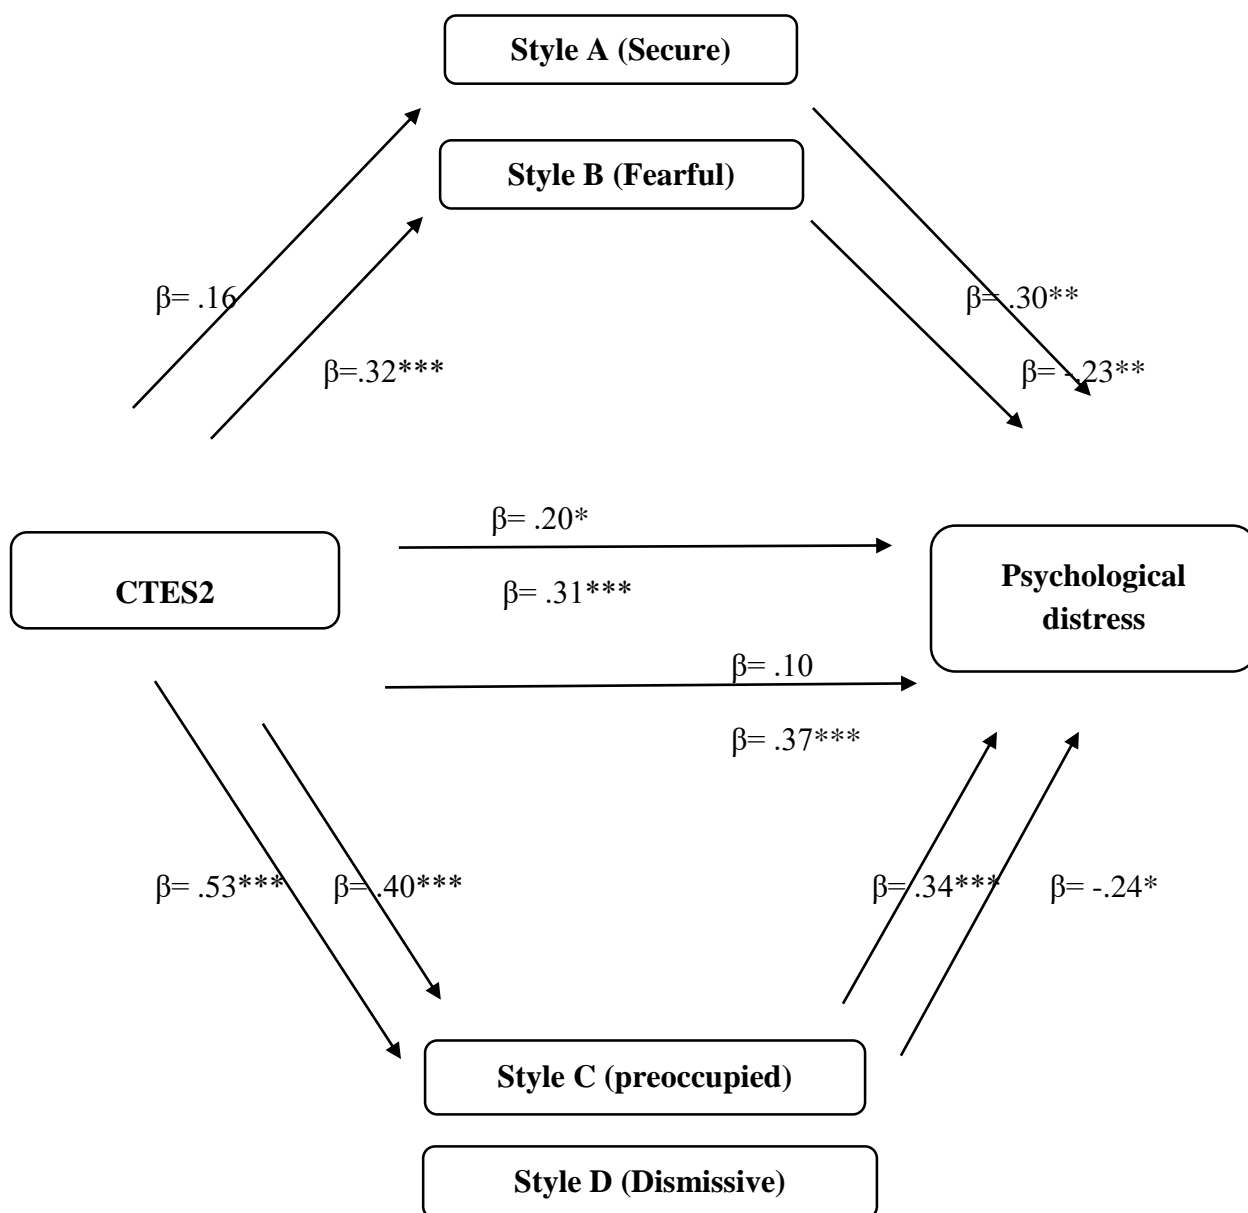 Style A (Secure)
Style B (Fearful)
β= .16
β= .30**
β=.32***
β= -.23**
β= .20*
CTES2
β= .31***
Psychological
distress
β= .10
β= .37***
β= .53***
β= .40***
β= .34***
β= -.24*
Style C (preoccupied)
Style D (Dismissive)